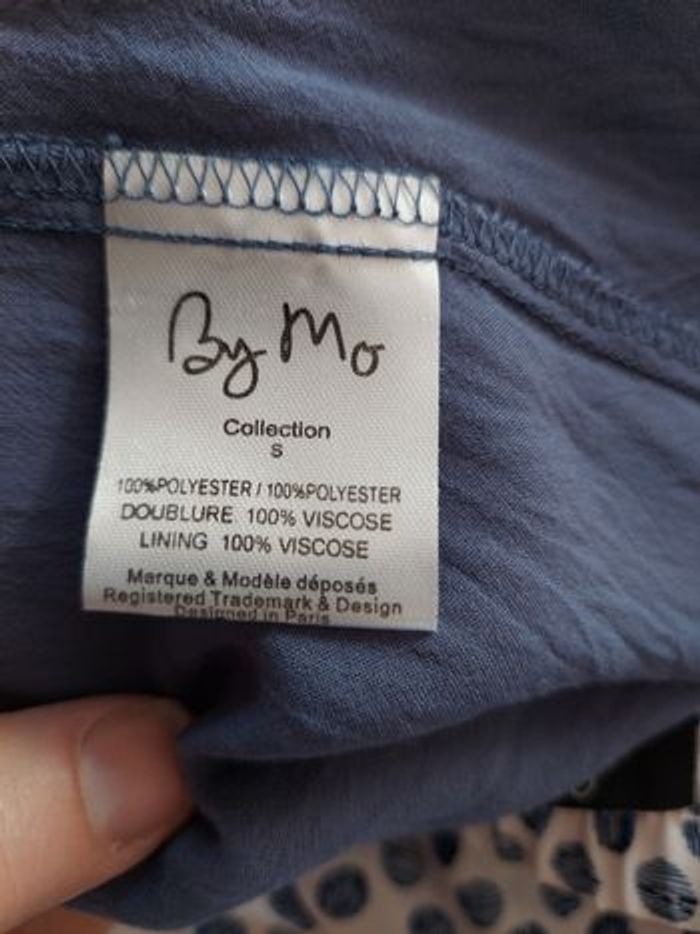 By Mo
Collection
S
100%POLYESTER / 100%POLYESTER
DOUBLURE 100% VISCOSE
LINING 100% VISCOSE
Marque & Modèle déposés
Registered Trademark & Design
Designed in Paris